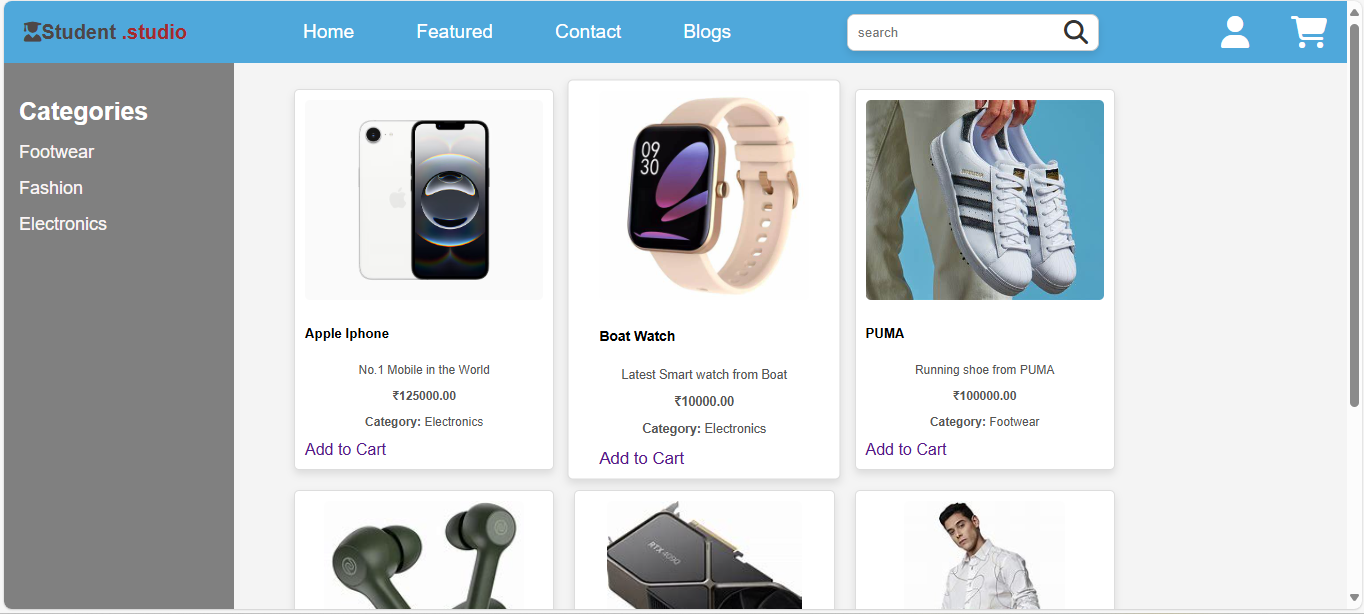 Student .studio
Home
Featured
Contact
Blogs
search
Categories
Footwear
Fashion
Electronics
09
30
Apple Iphone
No.1 Mobile in the World
₹125000.00
Category: Electronics
Add to Cart
Boat Watch
Latest Smart watch from Boat
₹10000.00
Category: Electronics
Add to Cart
PUMA
Running shoe from PUMA
₹100000.00
Category: Footwear
Add to Cart
RTX 4090